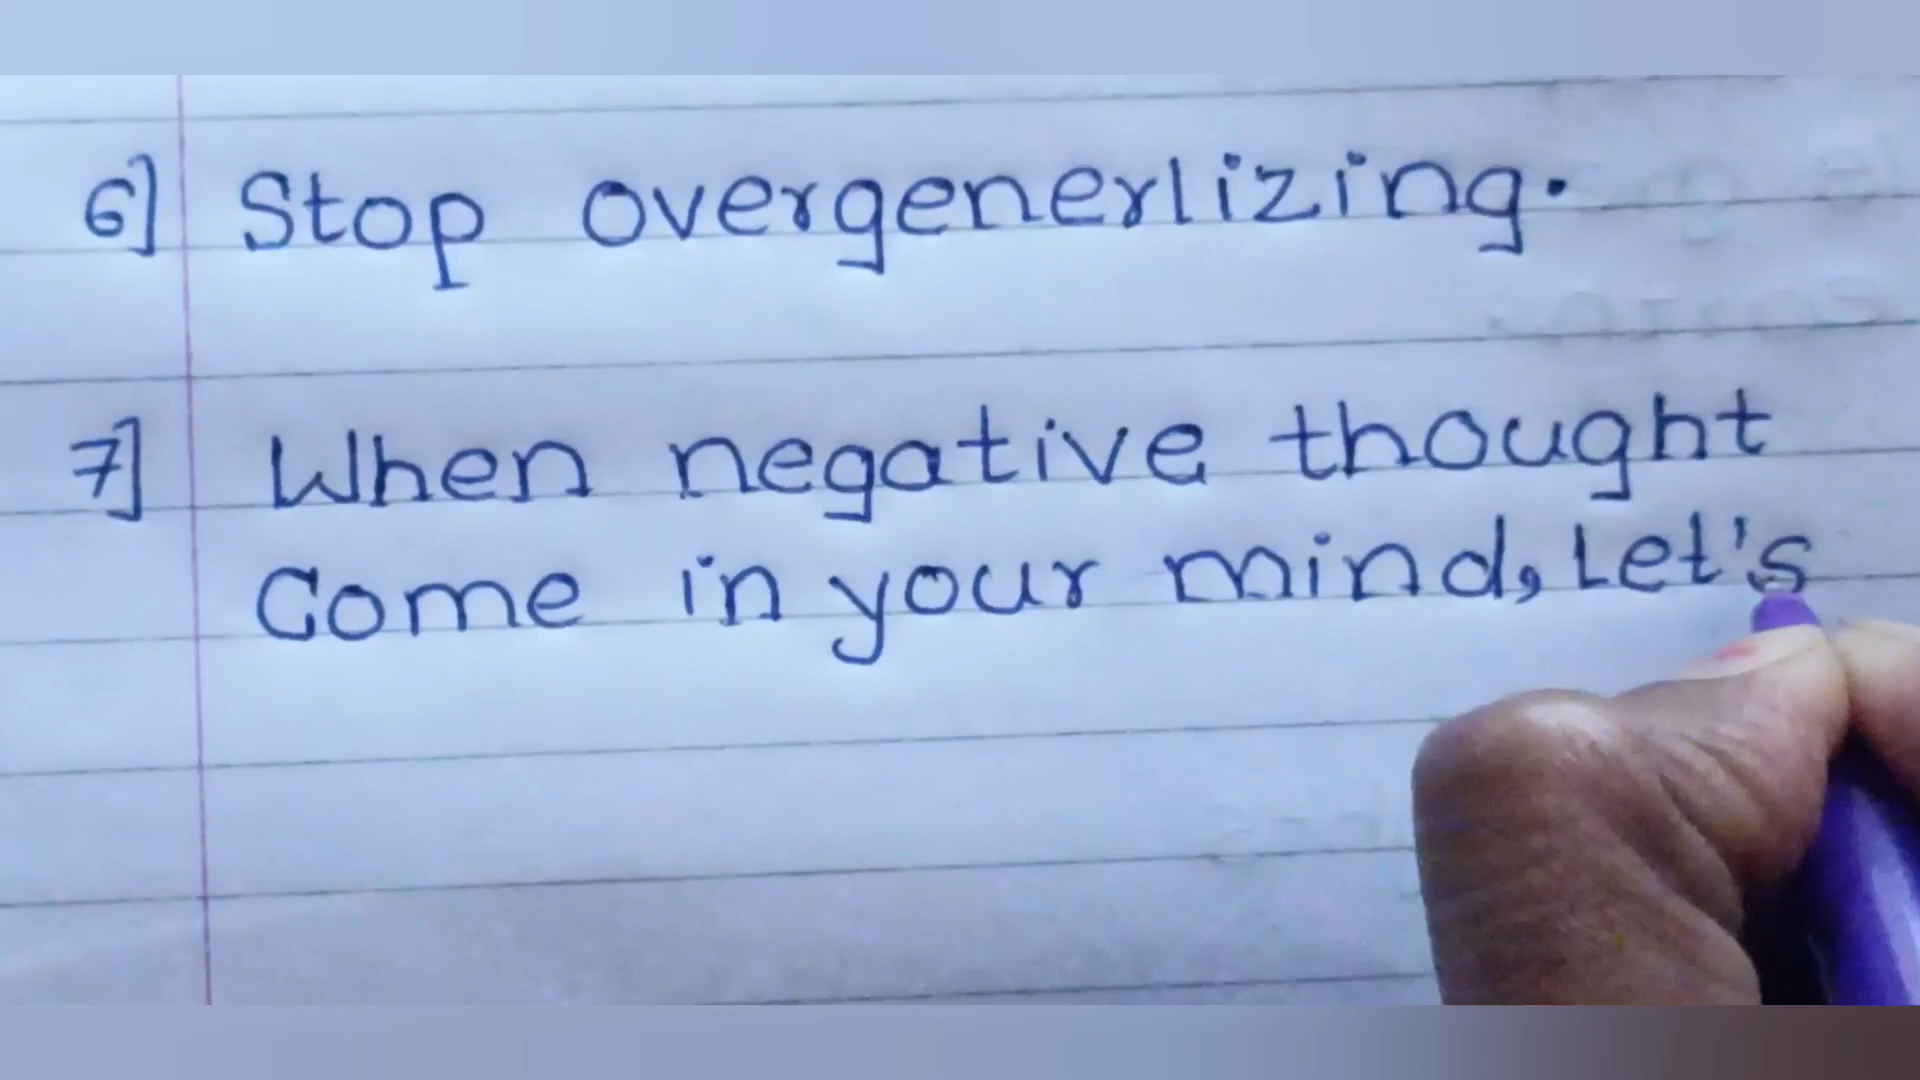 6] Stop overgenerlizing.
7] When negative thought
Come in your mind, Let's